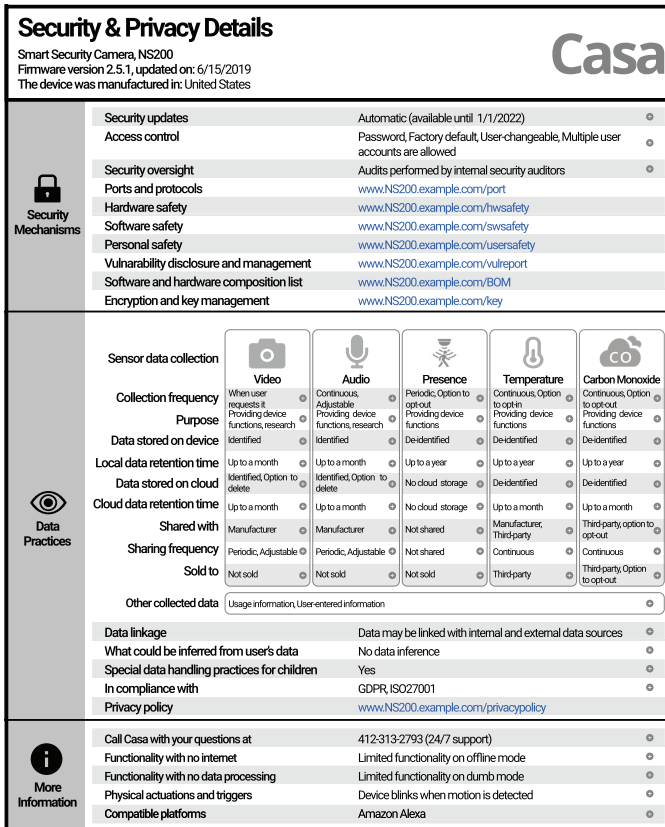 Security & Privacy Details
Casa
Smart Security Camera, NS200
Firmware version 2.5.1, updated on: 6/15/2019
The device was manufactured in: United States
Security Mechanisms
Security updates Automatic (available until 1/1/2022)
Access control Password, Factory default, User-changeable, Multiple user
accounts are allowed
Security oversight Audits performed by internal security auditors
Ports and protocols www.NS200.example.com/port
Hardware safety www.NS200.example.com/hwsafety
Software safety www.NS200.example.com/swsafety
Personal safety www.NS200.example.com/usersafety
Vulnarability disclosure and management www.NS200.example.com/vulreport
Software and hardware composition list www.NS200.example.com/BOM
Encryption and key management www.NS200.example.com/key
Data Practices
Sensor data collection
CO
Video Audio Presence Temperature Carbon Monoxide
Collection frequency When user requests it Continuous, Adjustable Periodic, Option to opt-out Continuous, Option to opt-in Continuous, Option to opt-out
Purpose Providing device functions, research Providing device functions, research Providing device functions Providing device functions Providing device functions
Data stored on device Identified Identified De-identified De-identified De-identified
Local data retention time Up to a month Up to a month Up to a year Up to a year Up to a year
Data stored on cloud Identified, Option to delete Identified, Option to delete No cloud storage De-identified De-identified
Cloud data retention time Up to a month Up to a month No cloud storage Up to a month Up to a month
Shared with Manufacturer Manufacturer Not shared Manufacturer, Third-party Third-party, option to opt-out
Sharing frequency Periodic, Adjustable Periodic, Adjustable Not shared Continuous Continuous
Sold to Not sold Not sold Not sold Third-party Third-party, Option to opt-out
Other collected data Usage information, User-entered information
Data linkage Data may be linked with internal and external data sources
What could be inferred from user's data No data inference
Special data handling practices for children Yes
In compliance with GDPR, ISO27001
Privacy policy www.NS200.example.com/privacypolicy
More Information
Call Casa with your questions at 412-313-2793 (24/7 support)
Functionality with no internet Limited functionality on offline mode
Functionality with no data processing Limited functionality on dumb mode
Physical actuations and triggers Device blinks when motion is detected
Compatible platforms Amazon Alexa